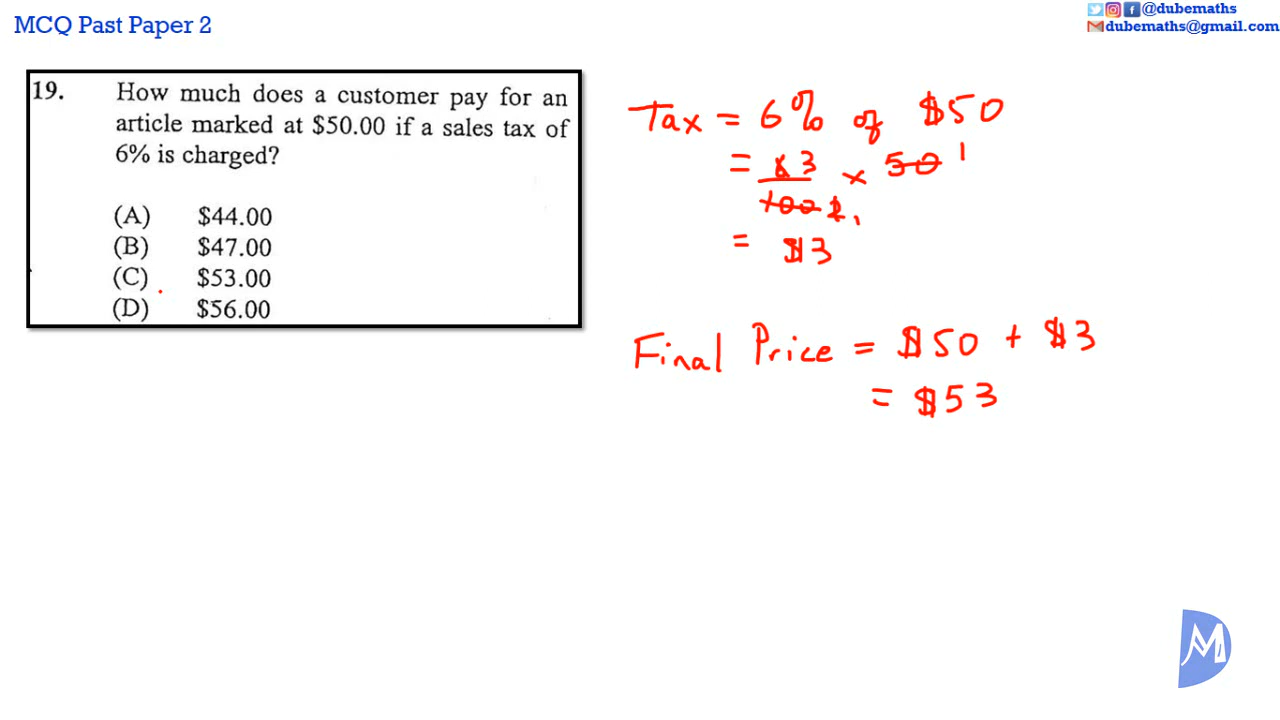 MCQ Past Paper 2
@dubemaths
dubemaths@gmail.com
19. How much does a customer pay for an
article marked at $50.00 if a sales tax of
6% is charged?
(A) $44.00
(B) $47.00
(C) $53.00
(D) $56.00
Tax = 6% of $50
= 6 3 × 50 1
100 2 1
= $3
Final Price = $50 + $3
= $53
M